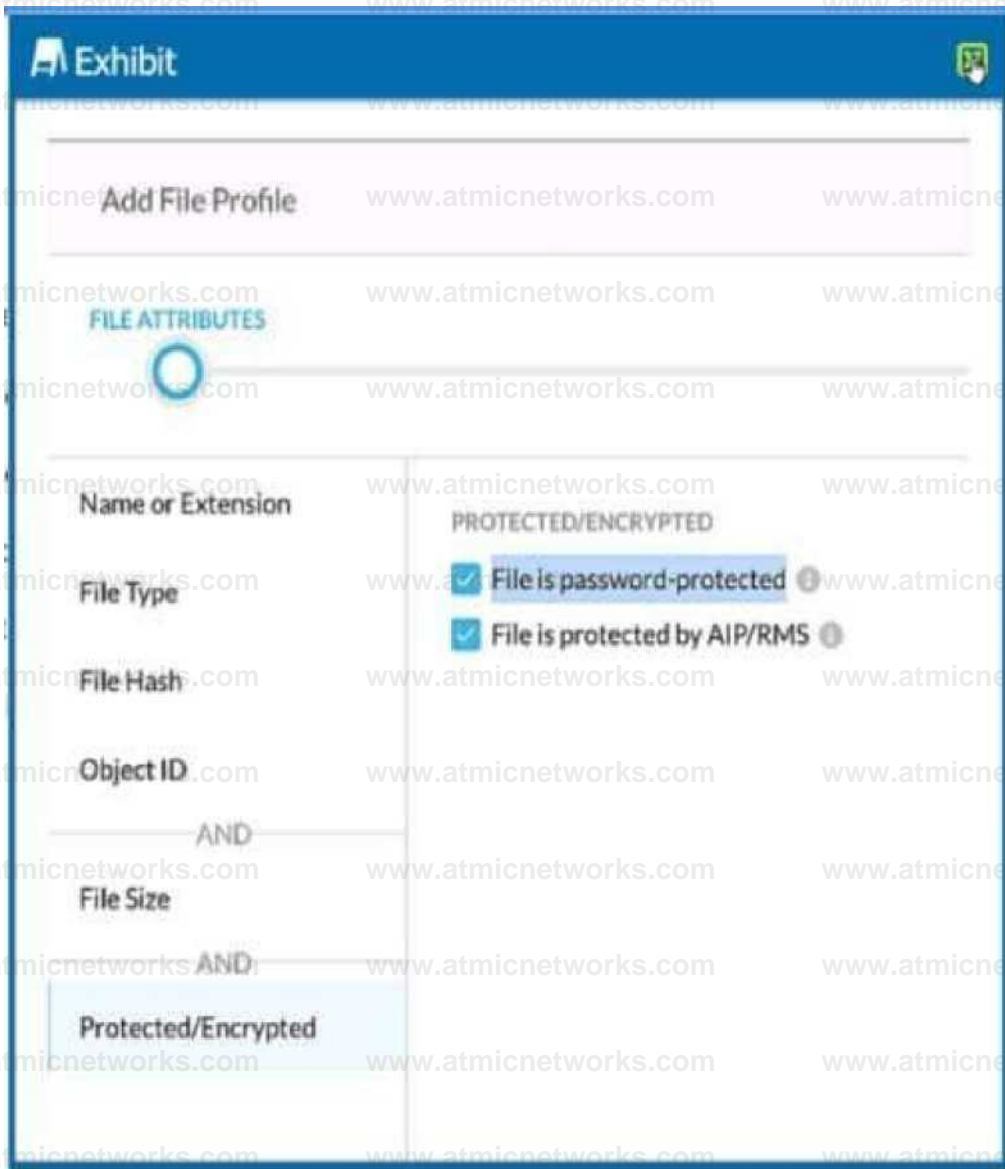 Exhibit
www.atmicnetworks.com
Add File Profile
FILE ATTRIBUTES
Name or Extension
File Type
File Hash
Object ID
AND
File Size
AND
Protected/Encrypted
PROTECTED/ENCRYPTED
File is password-protected
File is protected by AIP/RMS